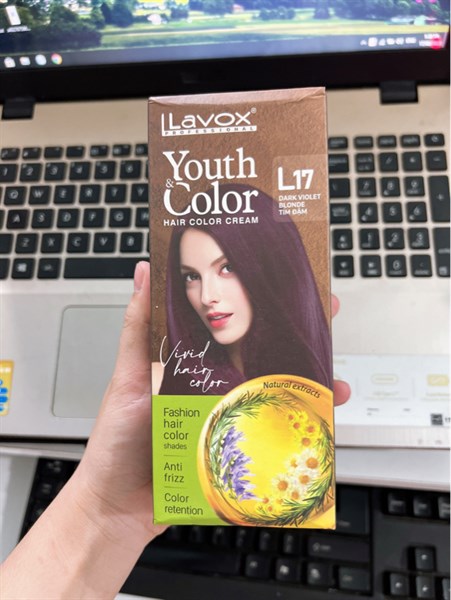 Lavox®
PROFESSIONAL
Youth
& Color
HAIR COLOR CREAM
L17
DARK VIOLET
BLONDE
TÍM ĐẬM
Vivid
hair
color
Natural extracts
Fashion
hair
color
shades
Anti
frizz
Color
retention